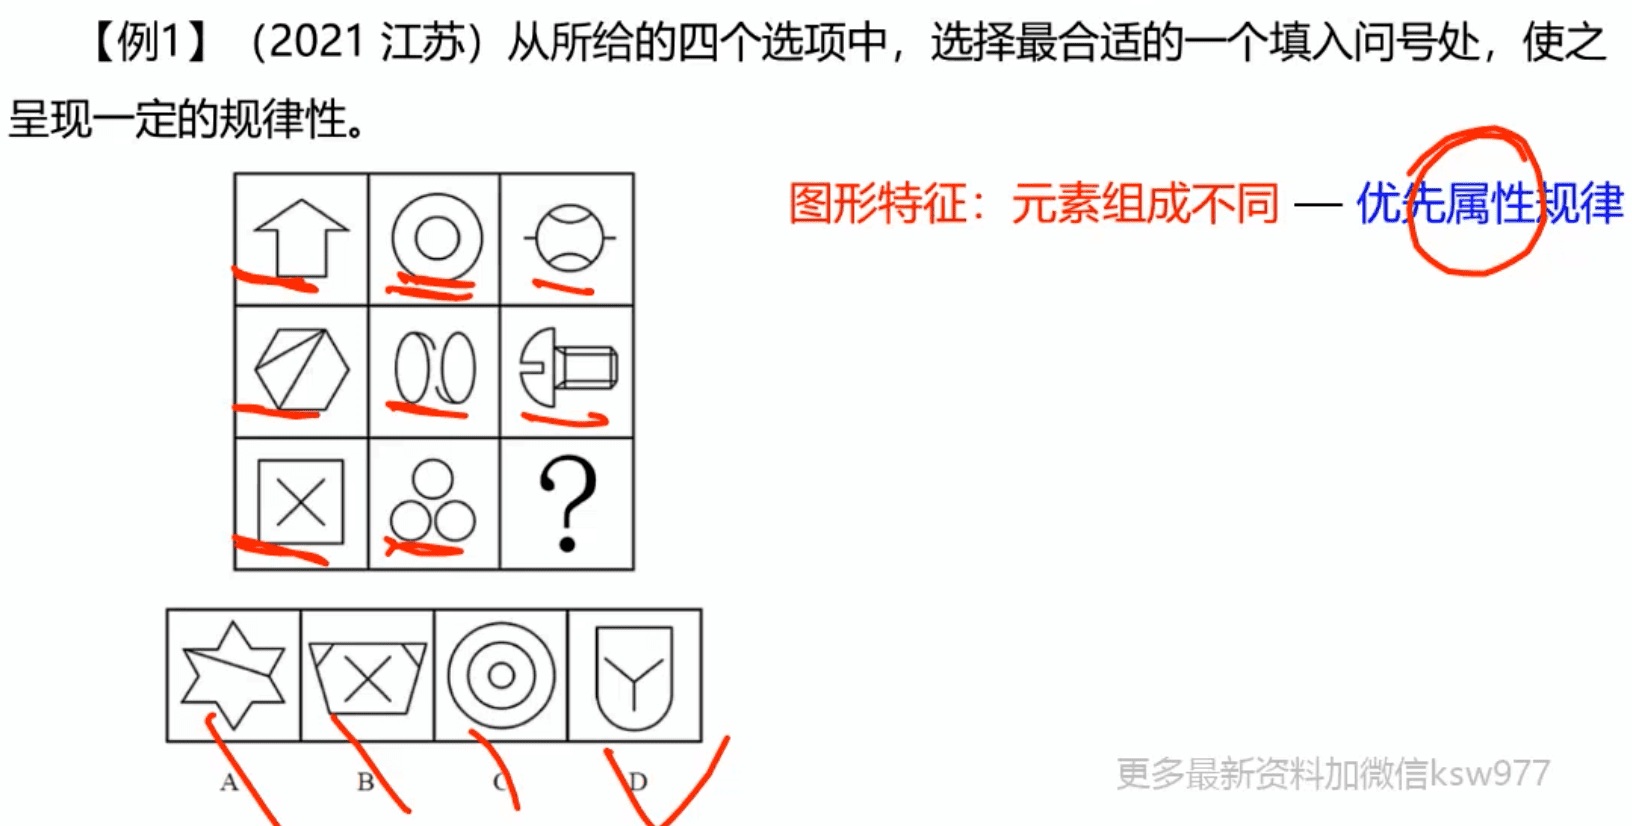 【例1】（2021 江苏）从所给的四个选项中，选择最合适的一个填入问号处，使之
呈现一定的规律性。
图形特征：元素组成不同 — 优先属性规律
?
A B C D
更多最新资料加微信ksw977